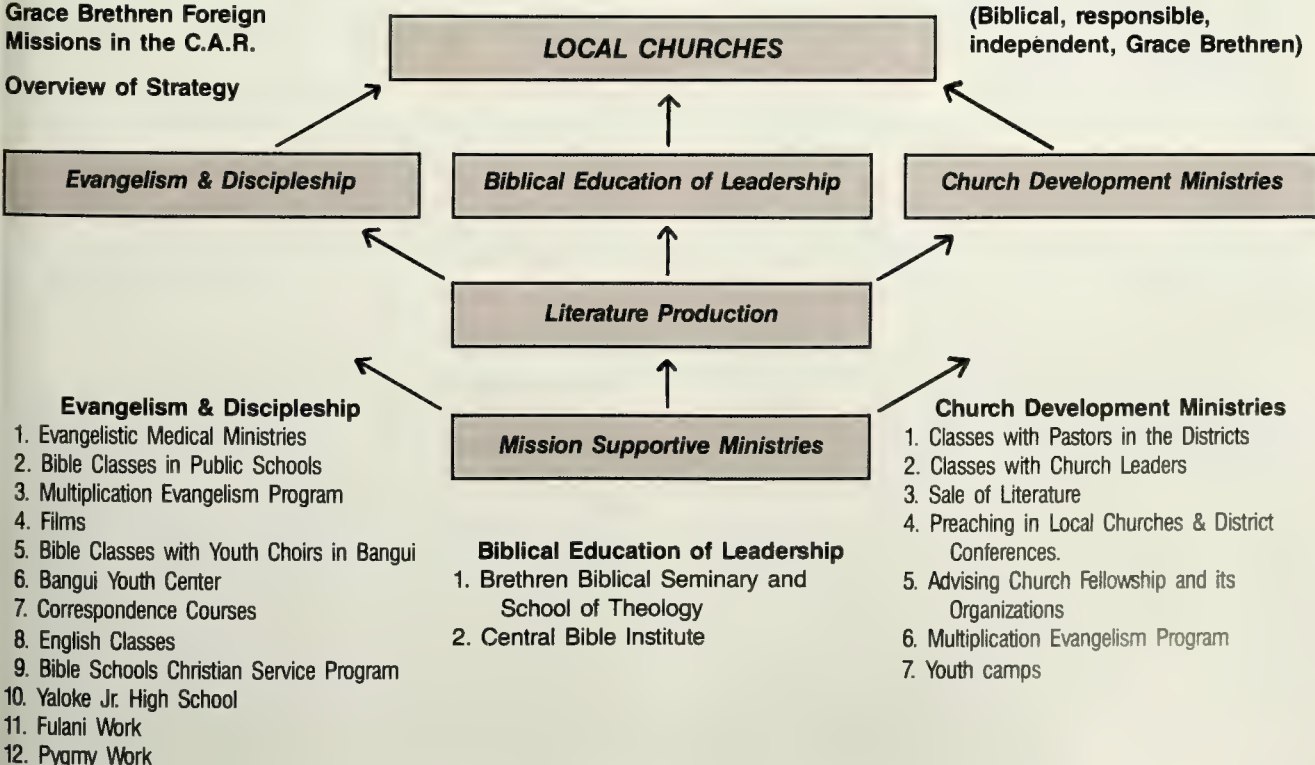 Grace Brethren Foreign
Missions in the C.A.R.
Overview of Strategy
(Biblical, responsible,
independent, Grace Brethren)
LOCAL CHURCHES
Evangelism & Discipleship
Biblical Education of Leadership
Church Development Ministries
Literature Production
Mission Supportive Ministries
Evangelism & Discipleship
1. Evangelistic Medical Ministries
2. Bible Classes in Public Schools
3. Multiplication Evangelism Program
4. Films
5. Bible Classes with Youth Choirs in Bangui
6. Bangui Youth Center
7. Correspondence Courses
8. English Classes
9. Bible Schools Christian Service Program
10. Yaloke Jr. High School
11. Fulani Work
12. Pygmy Work
Biblical Education of Leadership
1. Brethren Biblical Seminary and
School of Theology
2. Central Bible Institute
Church Development Ministries
1. Classes with Pastors in the Districts
2. Classes with Church Leaders
3. Sale of Literature
4. Preaching in Local Churches & District
Conferences.
5. Advising Church Fellowship and its
Organizations
6. Multiplication Evangelism Program
7. Youth camps